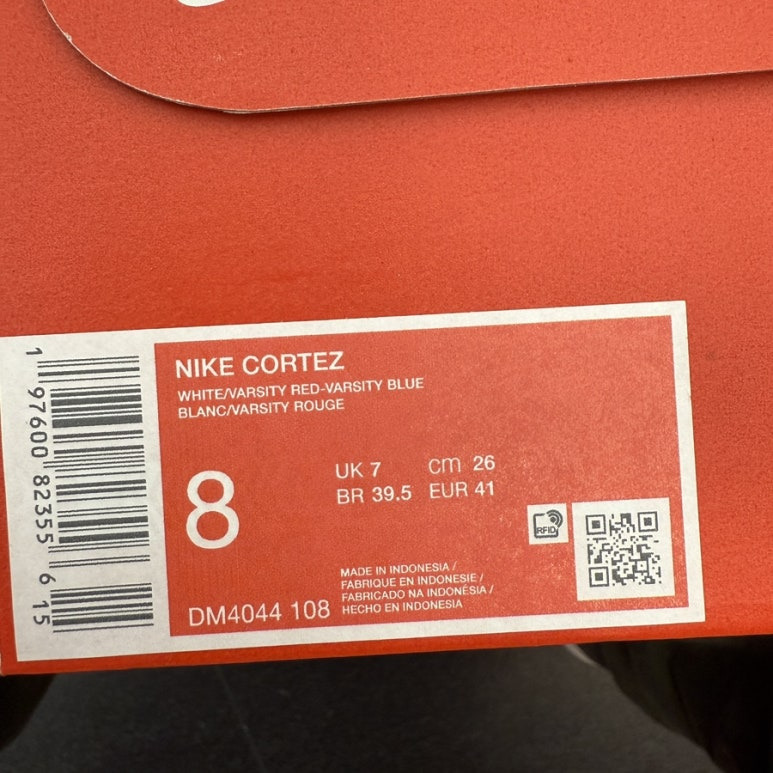 NIKE CORTEZ
WHITE/VARSITY RED-VARSITY BLUE
BLANC/VARSITY ROUGE
8
UK 7 cm 26
BR 39.5 EUR 41
RFID
MADE IN INDONESIA /
FABRIQUE EN INDONESIE /
FABRICADO NA INDONÉSIA /
HECHO EN INDONESIA
DM4044 108
1 97600 82355 6 15